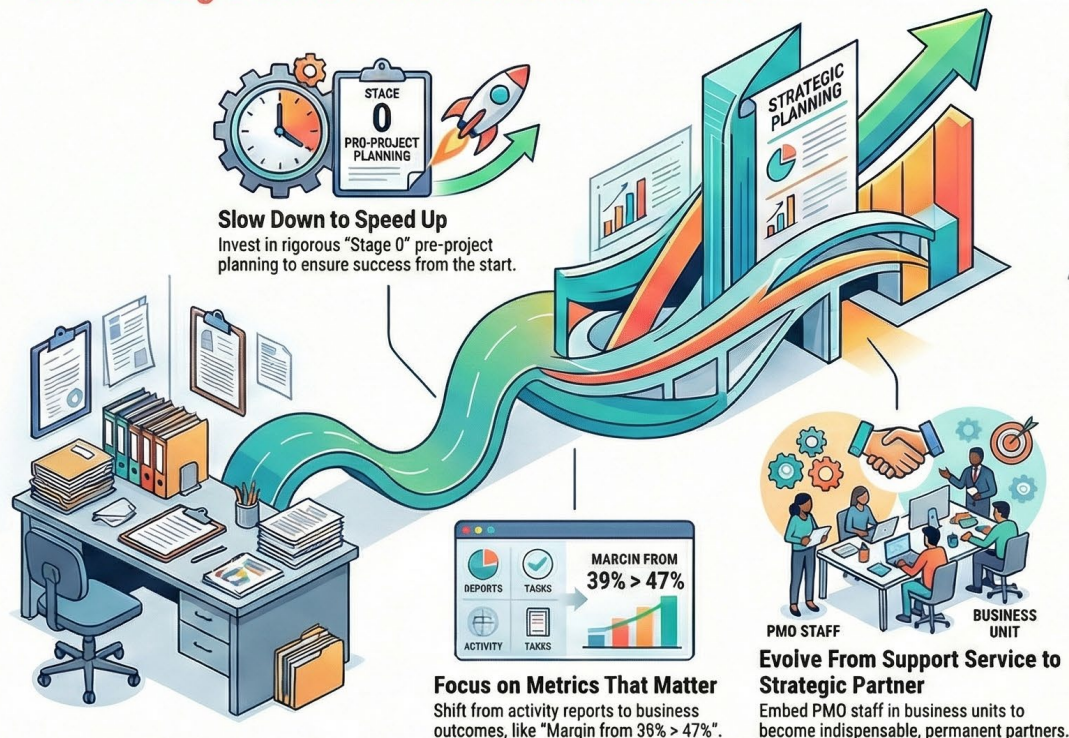 STAGE
0
PRO-PROJECT
PLANNING
Slow Down to Speed Up
Invest in rigorous “Stage 0” pre-project
planning to ensure success from the start.
STRATEGIC
PLANNING
DEPORTS
TASKS
ACTIVITY
TAKKS
MARGIN FROM
39% > 47%
Focus on Metrics That Matter
Shift from activity reports to business
outcomes, like “Margin from 36% > 47”.
PMO STAFF
BUSINESS
UNIT
Evolve From Support Service to
Strategic Partner
Embed PMO staff in business units to
become indispensable, permanent partners.